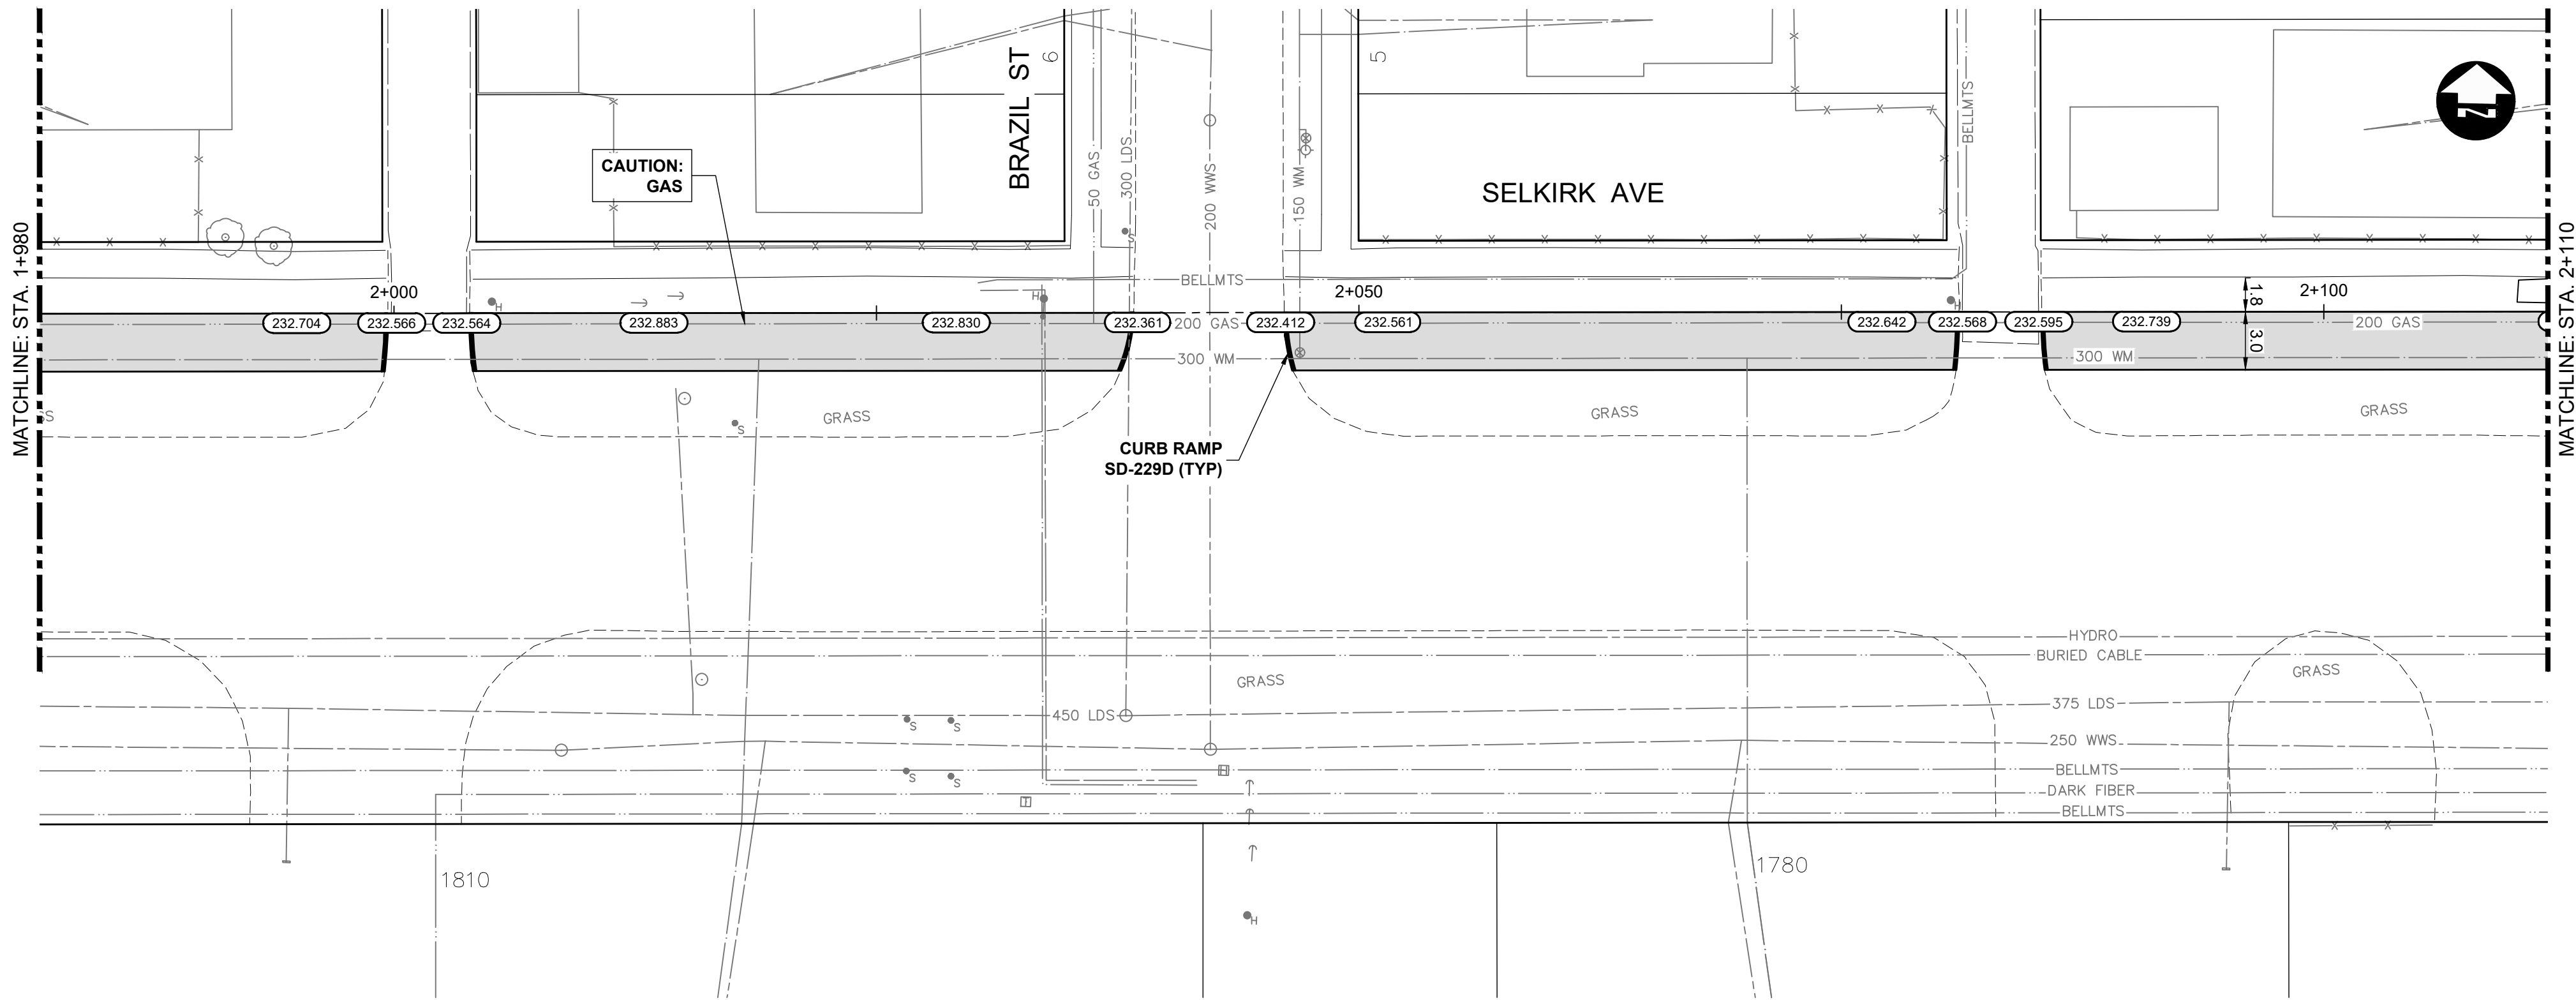 MATCHLINE: STA. 1+980
BRAZIL ST
6
5
BELLMTS
CAUTION:
GAS
50 GAS
300 LDS
200 WWS
150 WM
SELKIRK AVE
N
MATCHLINE: STA. 2+110
S
BELLMTS
2+000
2+050
2+100
1.8
H
H
H
232.704
232.566
232.564
232.883
232.830
232.361
200 GAS
232.412
232.561
232.642
232.568
232.595
232.739
200 GAS
3.0
300 WM
300 WM
SS
GRASS
GRASS
GRASS
S
CURB RAMP
SD-229D (TYP)
HYDRO
BURIED CABLE
GRASS
GRASS
375 LDS
450 LDS
S
S
250 WWS
BELLMTS
H
S
S
DARK FIBER
T
BELLMTS
1810
1780
H